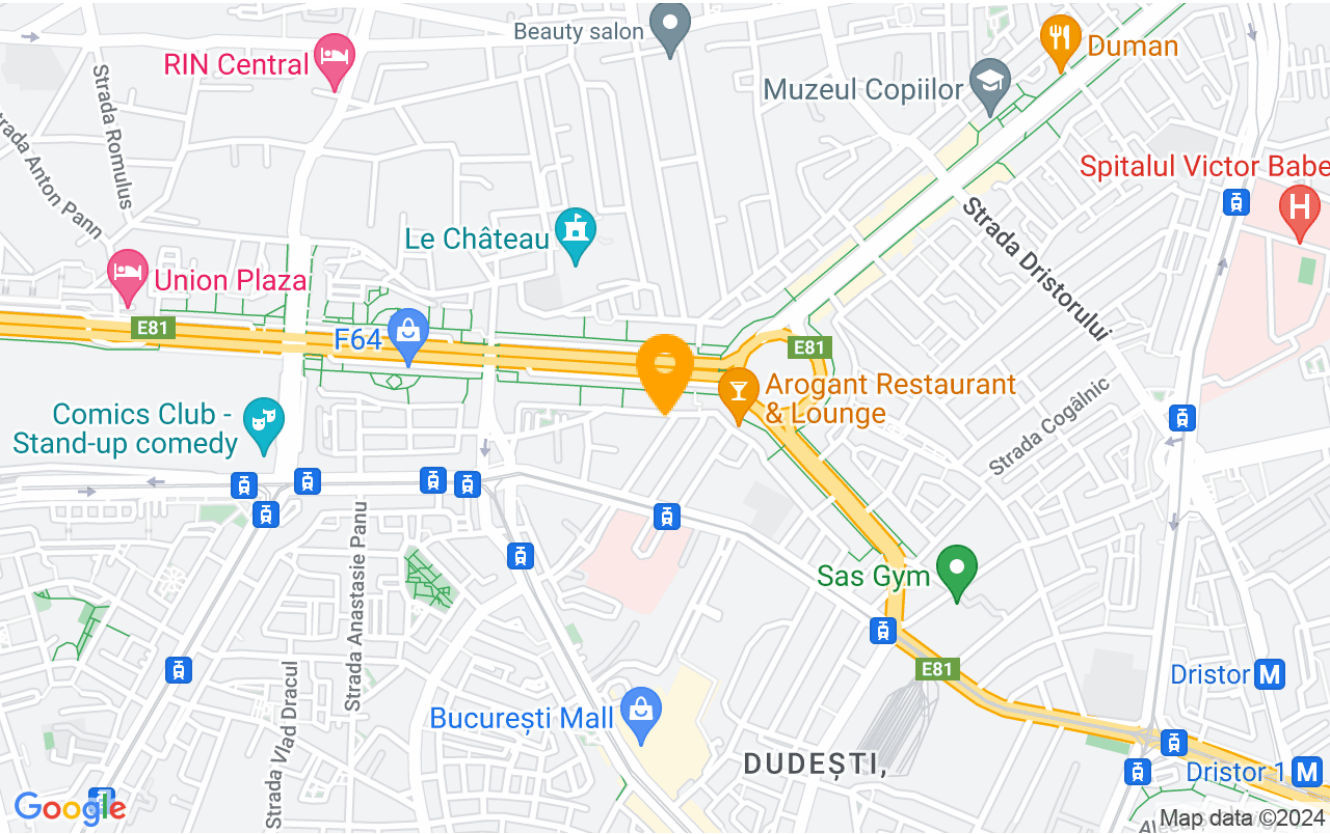 Beauty salon
Duman
RIN Central
Muzeul Copiilor
Strada Romulus
Strada Anton Pann
Spitalul Victor Babe
H
Strada Dristorului
Le Château
Union Plaza
E81
F64
E81
Arogant Restaurant
& Lounge
Comics Club -
Stand-up comedy
Strada Cogâlnic
Strada Anastasie Panu
Sas Gym
E81
Dristor M
Strada Vlad Dracul
București Mall
DUDEȘTI,
Dristor 1 M
Google
Map data ©2024